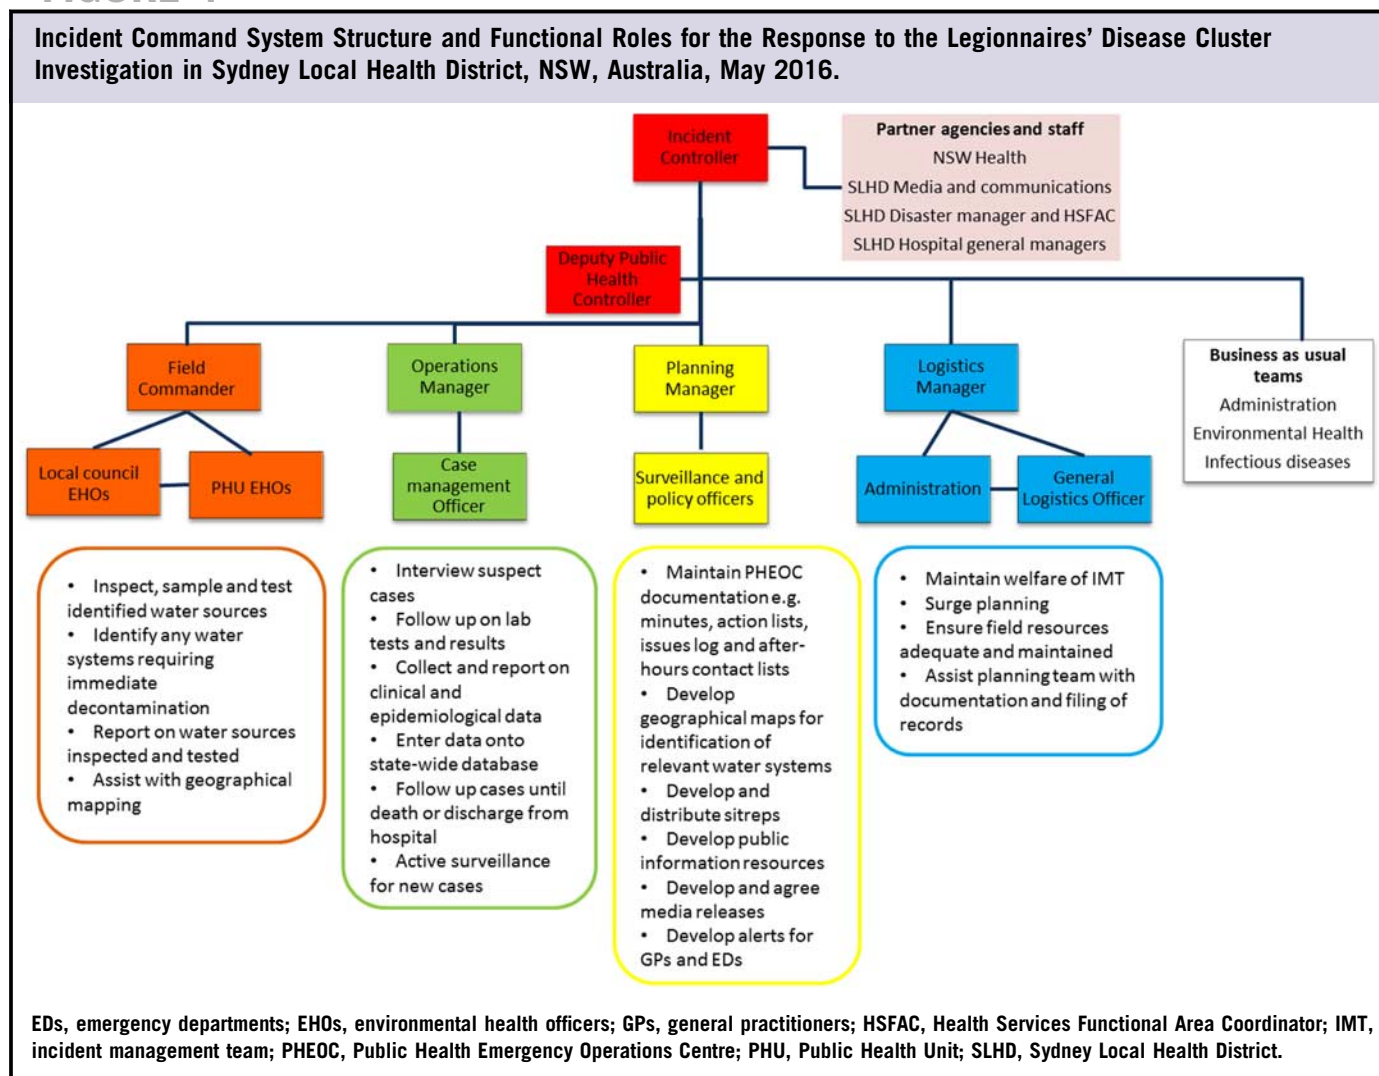 Incident Command System Structure and Functional Roles for the Response to the Legionnaires’ Disease Cluster
Investigation in Sydney Local Health District, NSW, Australia, May 2016.
Incident
Controller
Partner agencies and staff
NSW Health
SLHD Media and communications
SLHD Disaster manager and HSFAC
SLHD Hospital general managers
Deputy Public
Health
Controller
Field
Commander
Operations
Manager
Planning
Manager
Logistics
Manager
Business as usual
teams
Administration
Environmental Health
Infectious diseases
Local council
EHOs
PHU EHOs
Case
management
Officer
Surveillance and
policy officers
Administration
General
Logistics Officer
• Inspect, sample and test
identified water sources
• Identify any water
systems requiring
immediate
decontamination
• Report on water sources
inspected and tested
• Assist with geographical
mapping
• Interview suspect
cases
• Follow up on lab
tests and results
• Collect and report on
clinical and
epidemiological data
• Enter data onto
state-wide database
• Follow up cases until
death or discharge from
hospital
• Active surveillance
for new cases
• Maintain PHEOC
documentation e.g.
minutes, action lists,
issues log and after-
hours contact lists
• Develop
geographical maps for
identification of
relevant water systems
• Develop and
distribute sitreps
• Develop public
information resources
• Develop and agree
media releases
• Develop alerts for
GPs and EDs
• Maintain welfare of IMT
• Surge planning
• Ensure field resources
adequate and maintained
• Assist planning team with
documentation and filing of
records
EDs, emergency departments; EHOs, environmental health officers; GPs, general practitioners; HSFAC, Health Services Functional Area Coordinator; IMT,
incident management team; PHEOC, Public Health Emergency Operations Centre; PHU, Public Health Unit; SLHD, Sydney Local Health District.